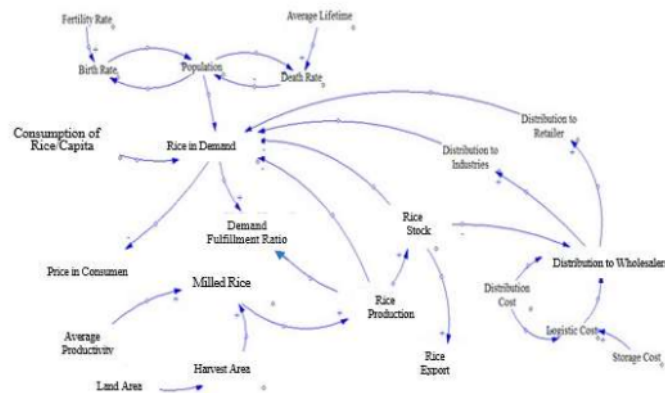 Fertility Rate
Average Lifetime
Birth Rate
Population
Death Rate
Distribution to
Retailer
Consumption of
Rice/Capita
Rice in Demand
Distribution to
Industries
Demand
Fulfillment Ratio
Rice
Stock
Price in Consumen
Milled Rice
Distribution to Wholesaler
Rice
Production
Distribution
Cost
Average
Productivity
Logistic Cost
Harvest Area
Rice
Export
Storage Cost
Land Area